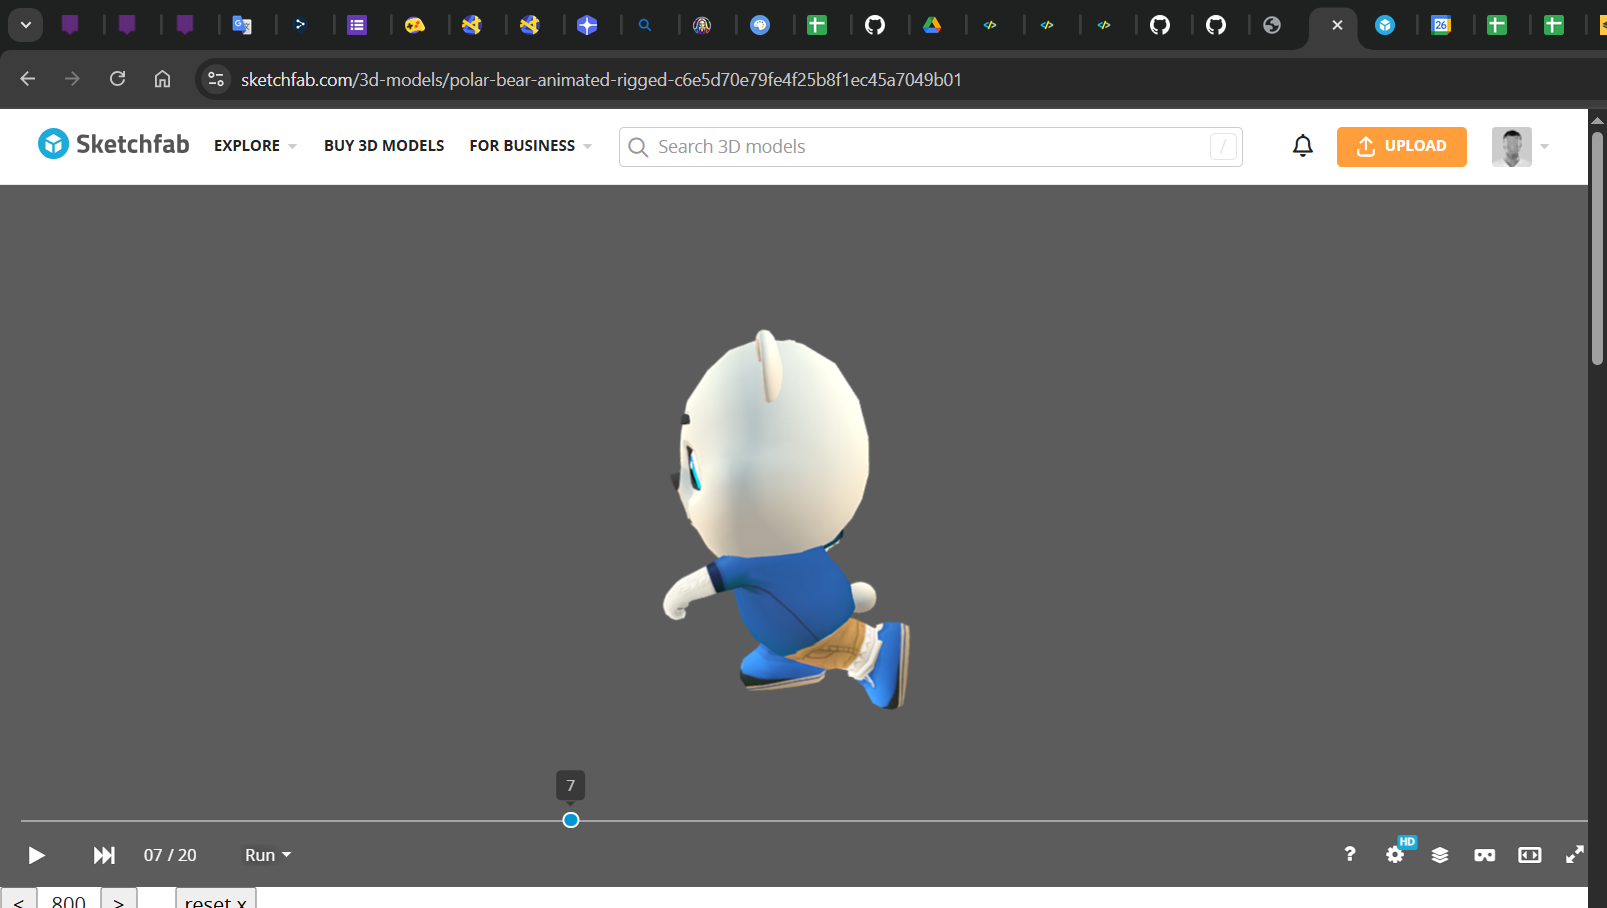 26
sketchfab.com/3d-models/polar-bear-animated-rigged-c6e5d70e79fe4f25b8f1ec45a7049b01
Sketchfab EXPLORE BUY 3D MODELS FOR BUSINESS Search 3D models / UPLOAD
7
07 / 20 Run ? HD
< 800 > reset x